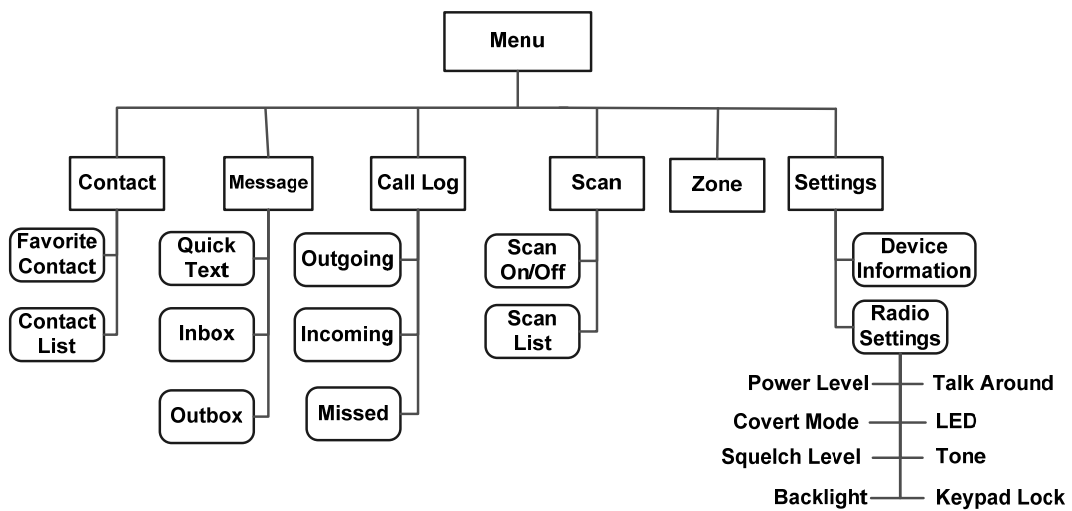 Menu
Contact
Message
Call Log
Scan
Zone
Settings
Favorite
Contact
Contact
List
Quick
Text
Inbox
Outbox
Outgoing
Incoming
Missed
Scan
On/Off
Scan
List
Device
Information
Radio
Settings
Power Level
Talk Around
Covert Mode
LED
Squelch Level
Tone
Backlight
Keypad Lock